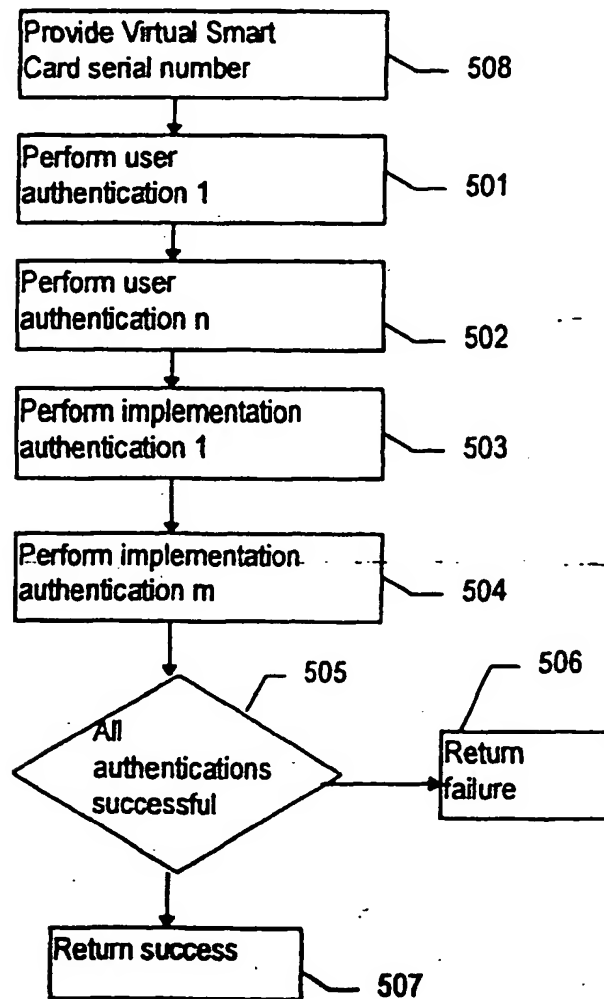 Provide Virtual Smart
Card serial number
508
Perform user
authentication 1
501
Perform user
authentication n
502
Perform implementation
authentication 1
503
Perform implementation
authentication m
504
505
All
authentications
successful
506
Return
failure
Return success
507